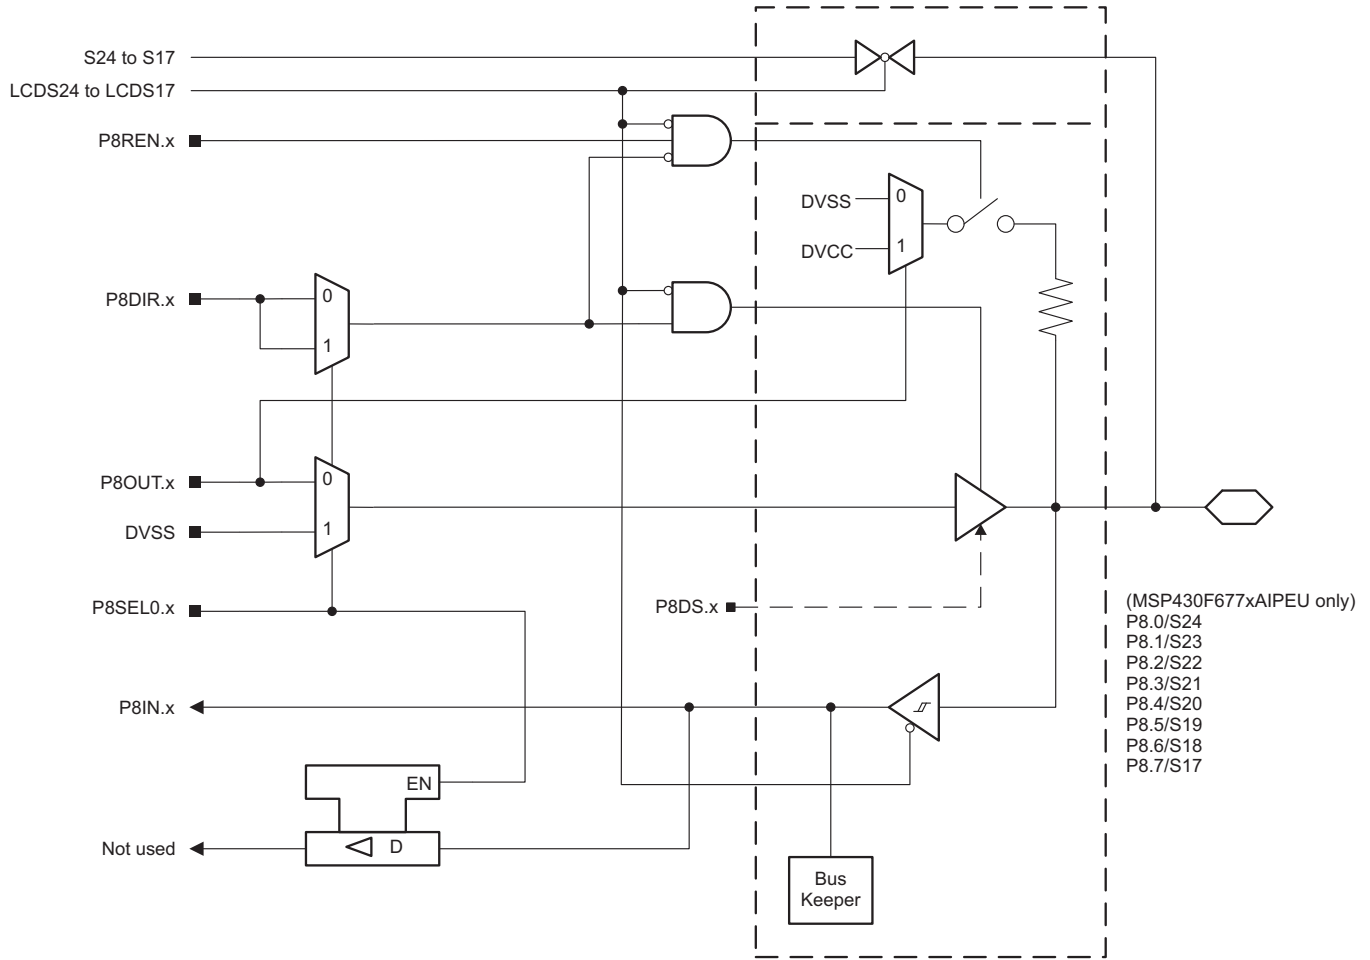 S24 to S17
LCDS24 to LCDS17
P8REN.x
DVSS
0
DVCC
1
P8DIR.x
0
1
P8OUT.x
0
DVSS
1
P8SEL0.x
P8DS.x
(MSP430F677xAIPEU only)
P8.0/S24
P8.1/S23
P8.2/S22
P8.3/S21
P8.4/S20
P8.5/S19
P8.6/S18
P8.7/S17
P8IN.x
EN
Not used
D
Bus
Keeper